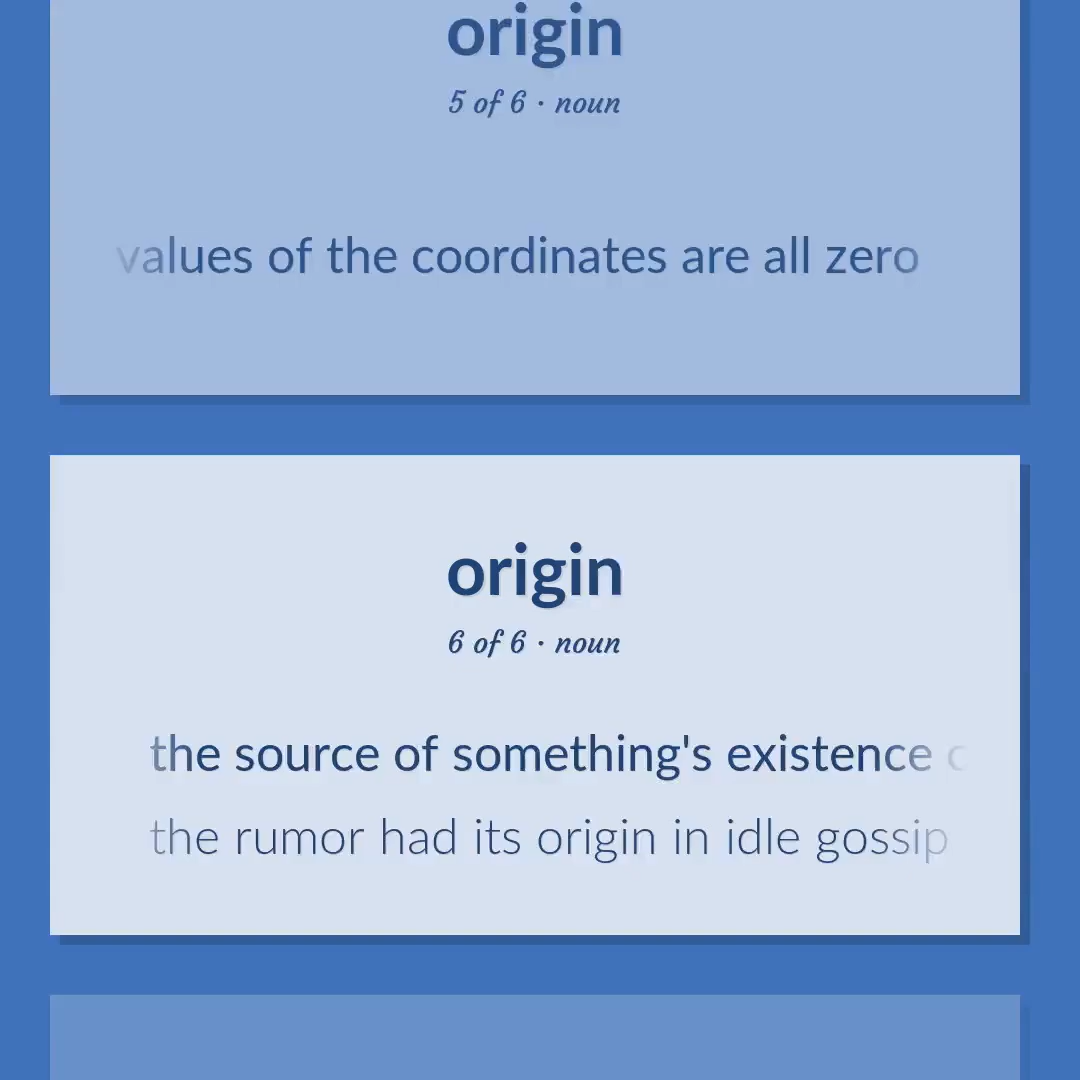 origin
5 of 6 · noun
values of the coordinates are all zero
origin
6 of 6 · noun
the source of something's existence
the rumor had its origin in idle gossip